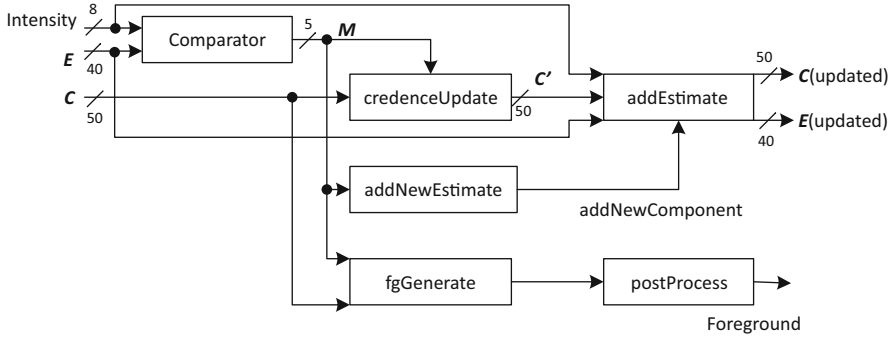 Intensity
8
E
40
Comparator
5
M
C
50
credenceUpdate
C'
50
addEstimate
50
C(updated)
E(updated)
40
addNewEstimate
addNewComponent
fgGenerate
postProcess
Foreground